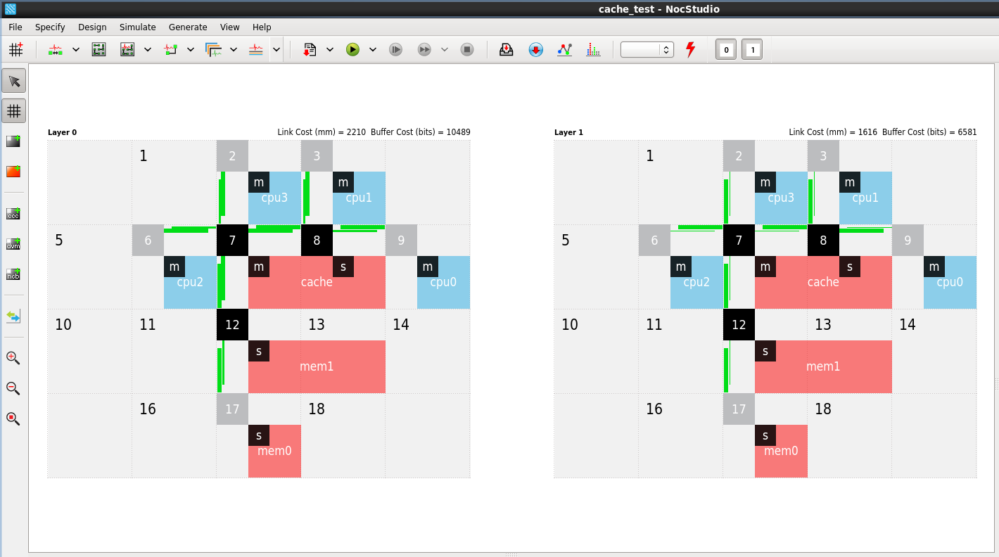 cache_test - NocStudio
File Specify Design Simulate Generate View Help
0 1
ccc
dvm
ncb
Layer 0 Link Cost (mm) = 2210 Buffer Cost (bits) = 10489
1 2 3
m cpu3 m cpu1
5 6 7 8 9
m cpu2 m cache s m cpu0
10 11 12 13 14
s mem1
16 17 18
s mem0
Layer 1 Link Cost (mm) = 1616 Buffer Cost (bits) = 6581
1 2 3
m cpu3 m cpu1
5 6 7 8 9
m cpu2 m cache s m cpu0
10 11 12 13 14
s mem1
16 17 18
s mem0